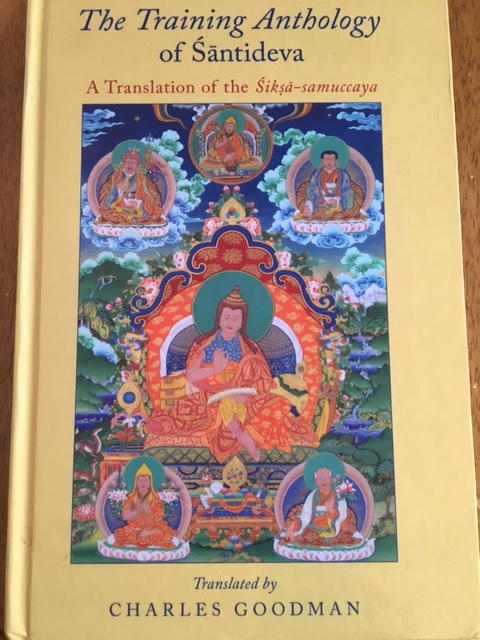 The Training Anthology
of Śāntideva
A Translation of the Śikṣā-samuccaya
Translated by
CHARLES GOODMAN